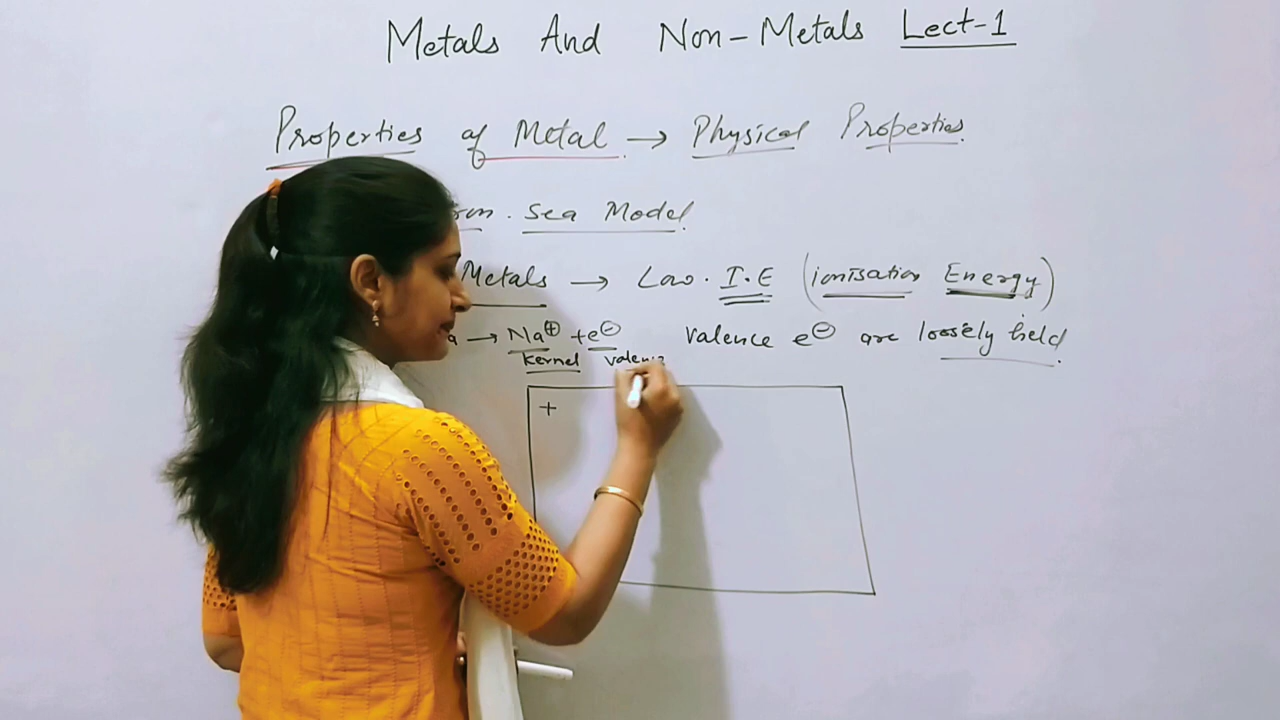 Metals And Non-Metals Lect-1
Properties of Metal → Physical Properties.
Sea Model.
Metals → Low. I.E (ionisation Energy)
→ Na⊕ + e⊖ Valence e⊖ are loosely held.
kernel
+